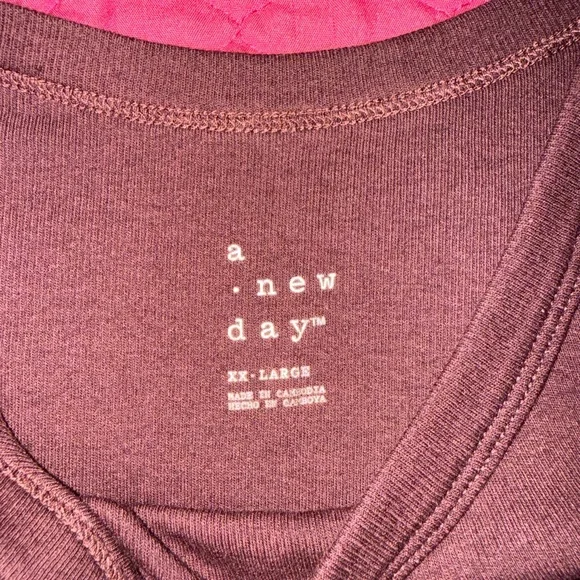 a
· new
day™
XX-LARGE
MADE IN CAMBODIA
HECHO EN CAMBOYA